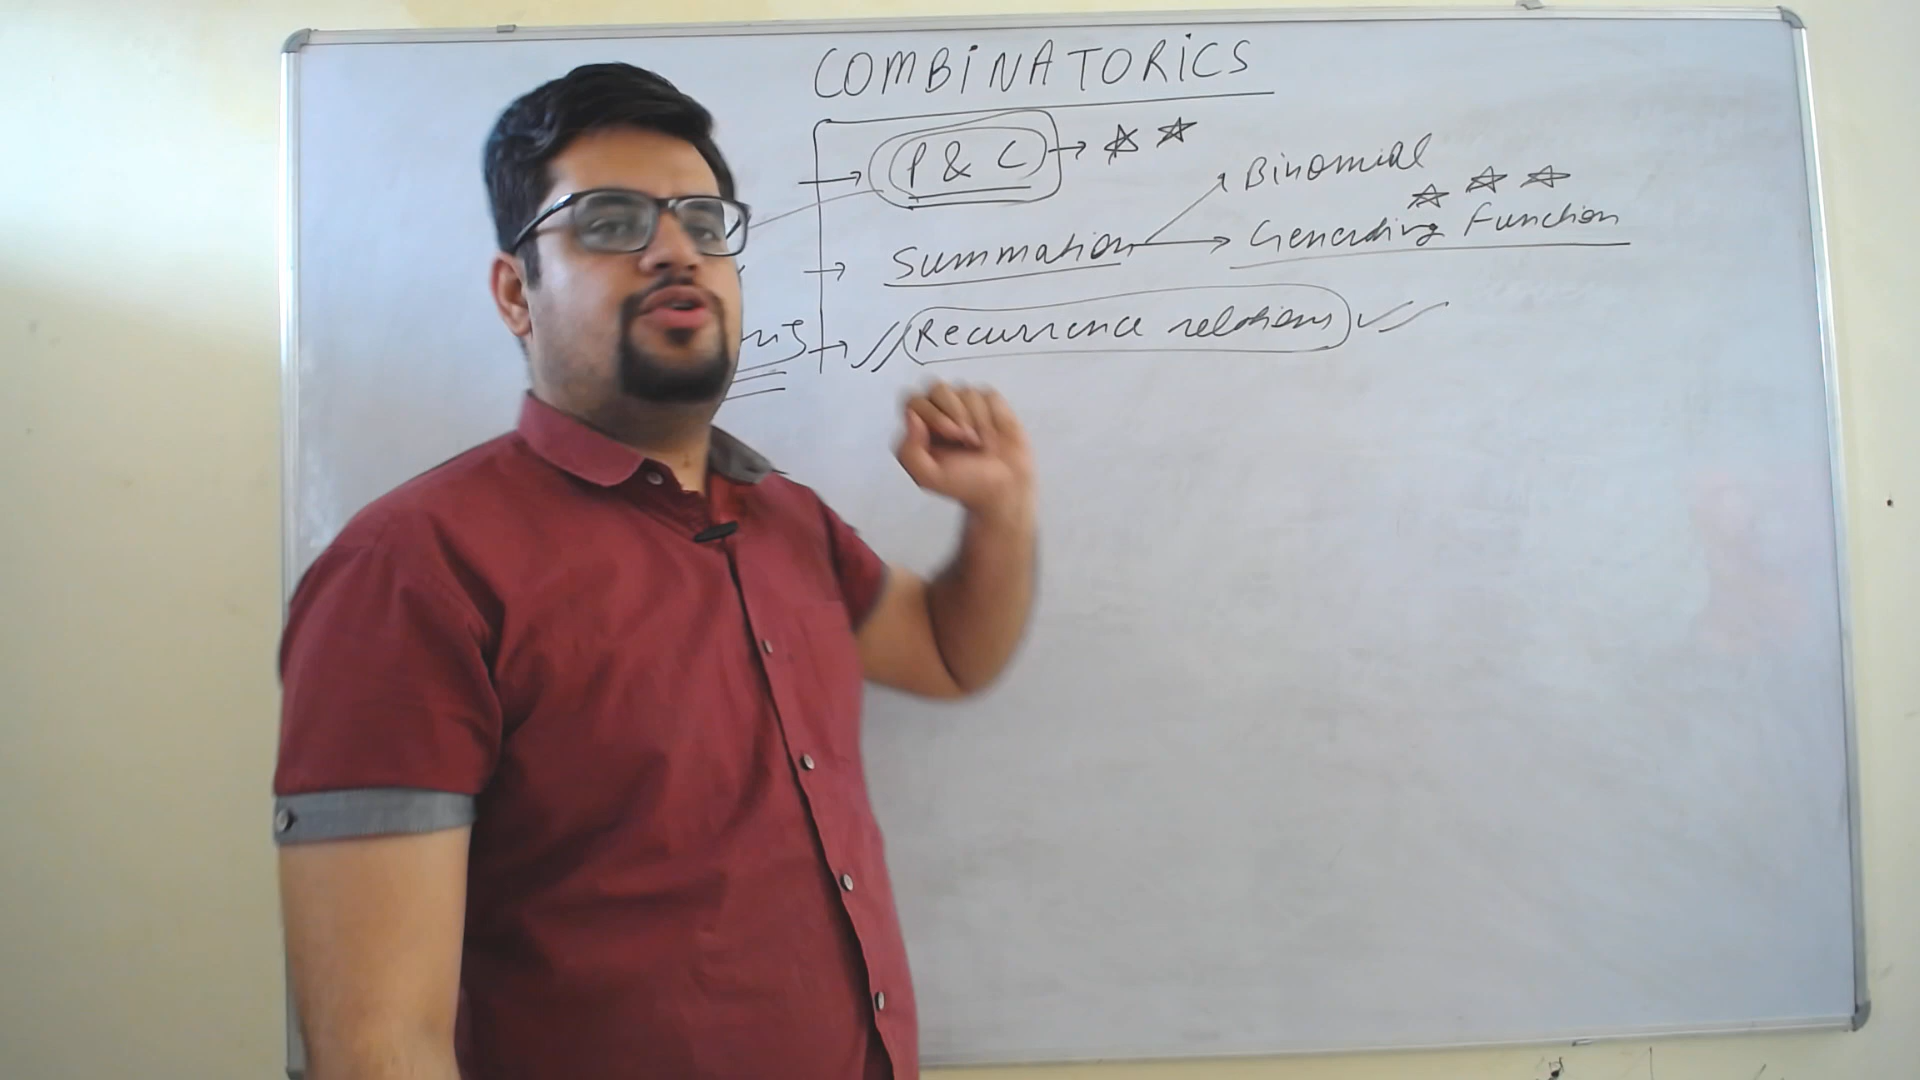 COMBINATORICS
P & C → ☆ ☆
Binomial
Summation → Generating Function ☆ ☆ ☆
Recurrence relations